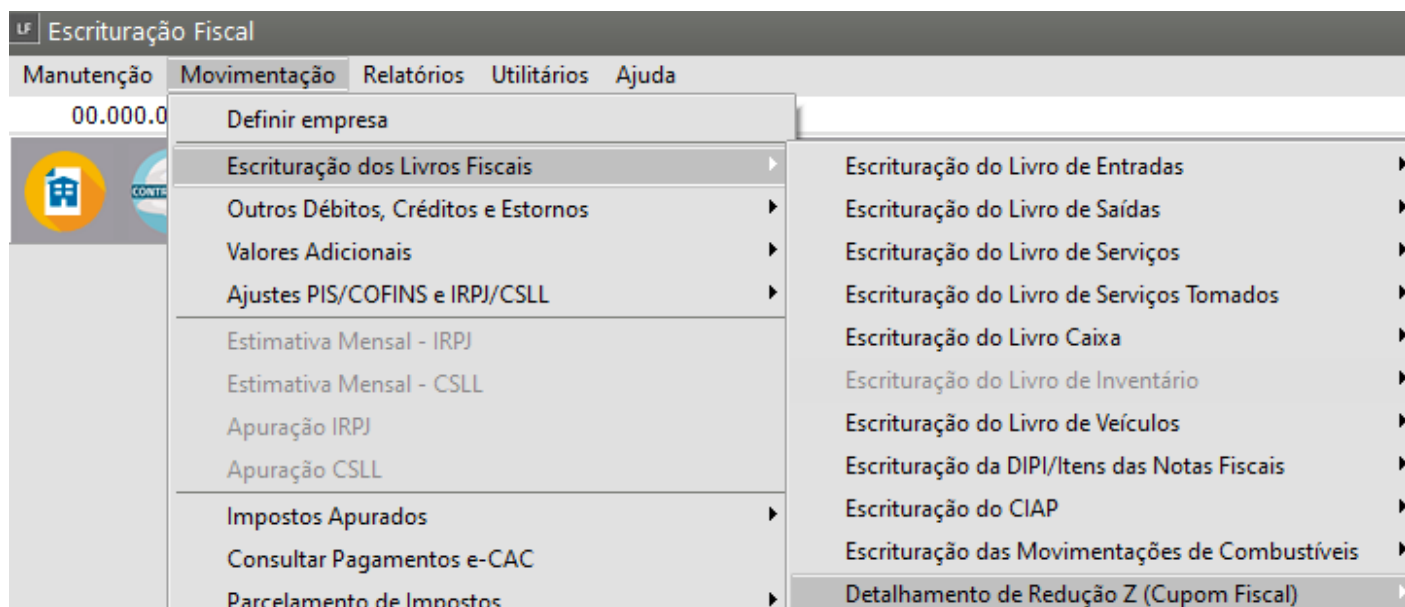 LF Escrituração Fiscal
Manutenção Movimentação Relatórios Utilitários Ajuda
00.000.0
Definir empresa
Escrituração dos Livros Fiscais
Outros Débitos, Créditos e Estornos
Valores Adicionais
Ajustes PIS/COFINS e IRPJ/CSLL
Estimativa Mensal - IRPJ
Estimativa Mensal - CSLL
Apuração IRPJ
Apuração CSLL
Impostos Apurados
Consultar Pagamentos e-CAC
Parcelamento de Impostos
Escrituração do Livro de Entradas
Escrituração do Livro de Saídas
Escrituração do Livro de Serviços
Escrituração do Livro de Serviços Tomados
Escrituração do Livro Caixa
Escrituração do Livro de Inventário
Escrituração do Livro de Veículos
Escrituração da DIPI/Itens das Notas Fiscais
Escrituração do CIAP
Escrituração das Movimentações de Combustíveis
Detalhamento de Redução Z (Cupom Fiscal)